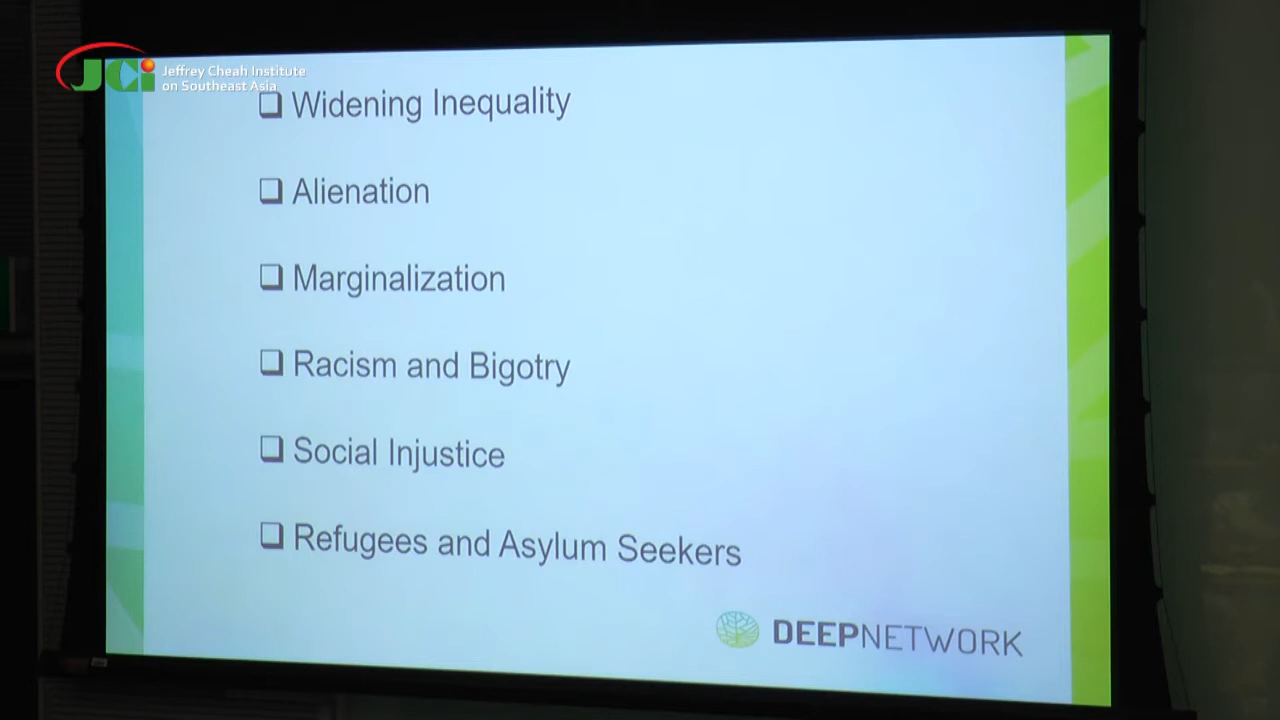 JCi
Jeffrey Cheah Institute
on Southeast Asia
Widening Inequality
Alienation
Marginalization
Racism and Bigotry
Social Injustice
Refugees and Asylum Seekers
DEEPNETWORK